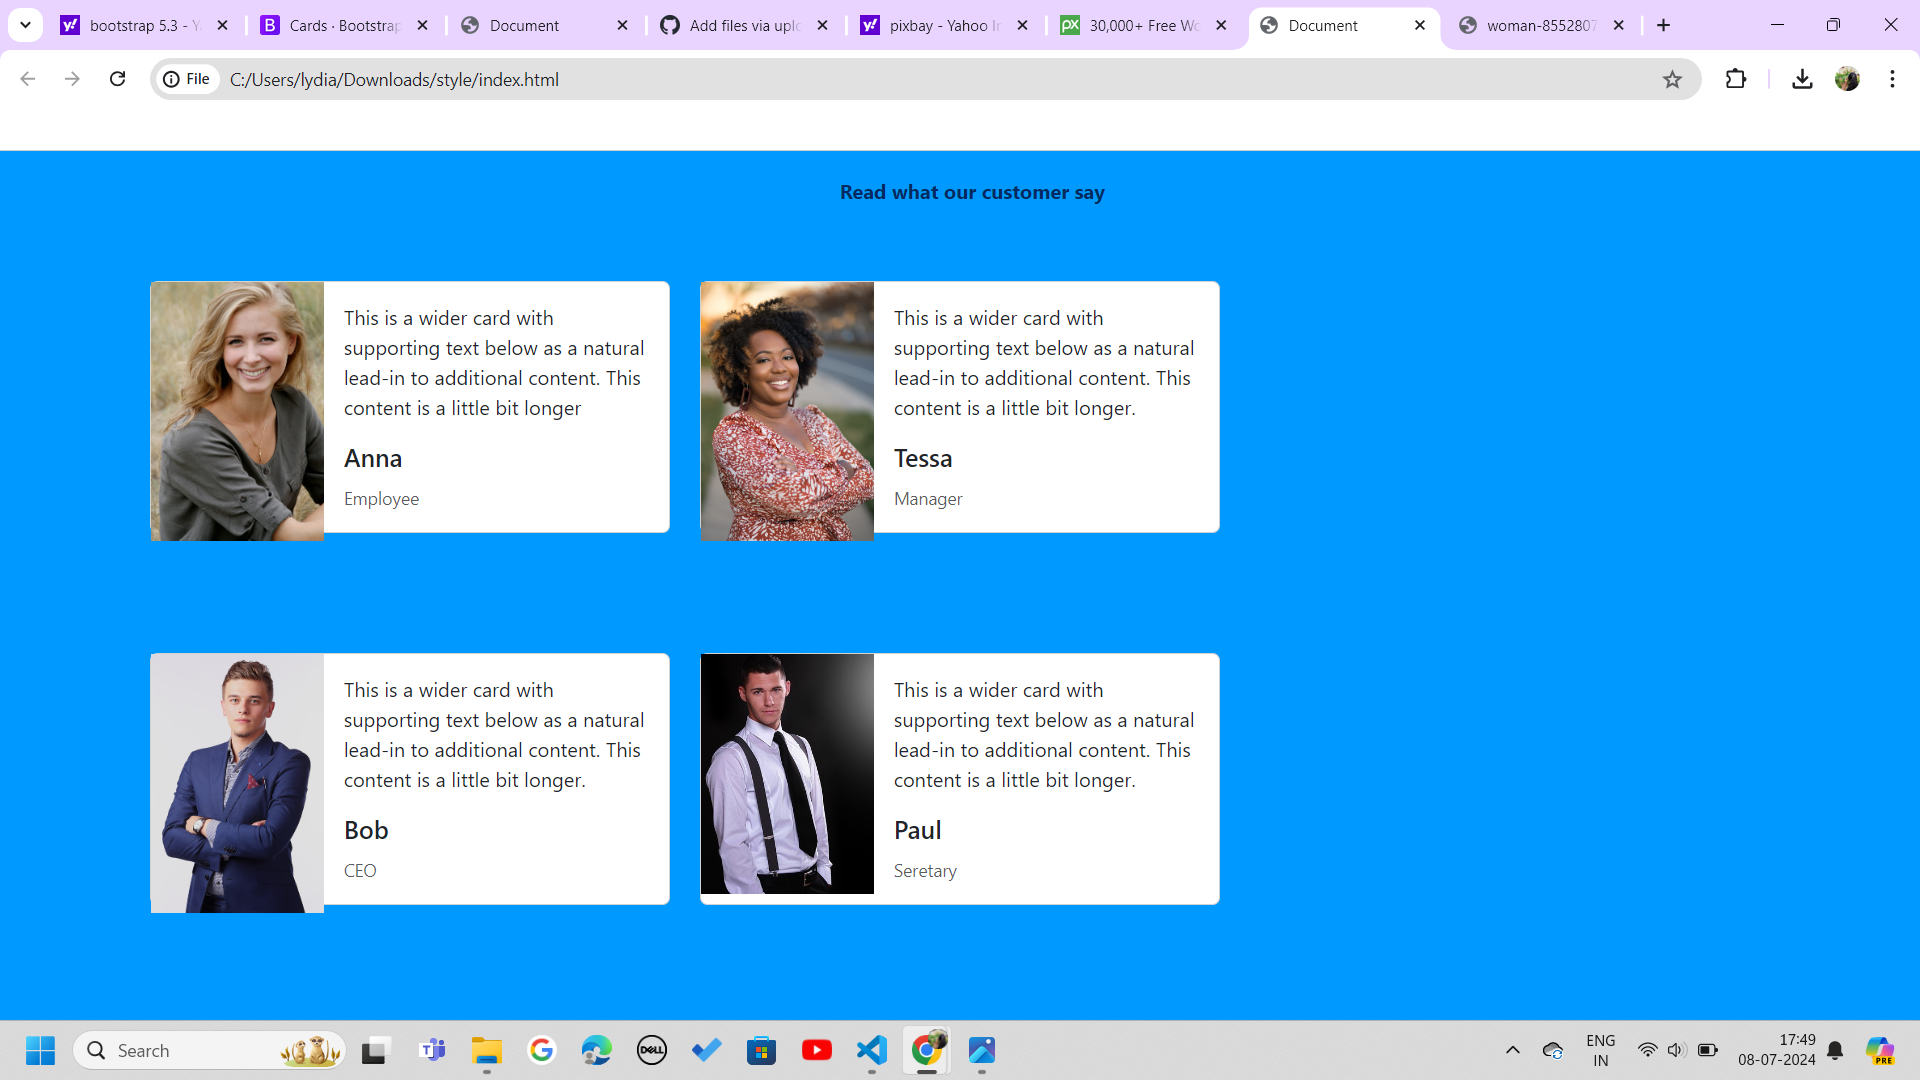 bootstrap 5.3 - Y
Cards · Bootstrap
Document
Add files via uplo
pixbay - Yahoo In
30,000+ Free Wo
Document
woman-8552807
File
C:/Users/lydia/Downloads/style/index.html
Read what our customer say
This is a wider card with
supporting text below as a natural
lead-in to additional content. This
content is a little bit longer
Anna
Employee
This is a wider card with
supporting text below as a natural
lead-in to additional content. This
content is a little bit longer.
Tessa
Manager
This is a wider card with
supporting text below as a natural
lead-in to additional content. This
content is a little bit longer.
Bob
CEO
This is a wider card with
supporting text below as a natural
lead-in to additional content. This
content is a little bit longer.
Paul
Seretary
Search
DELL
ENG
IN
17:49
08-07-2024
PRE